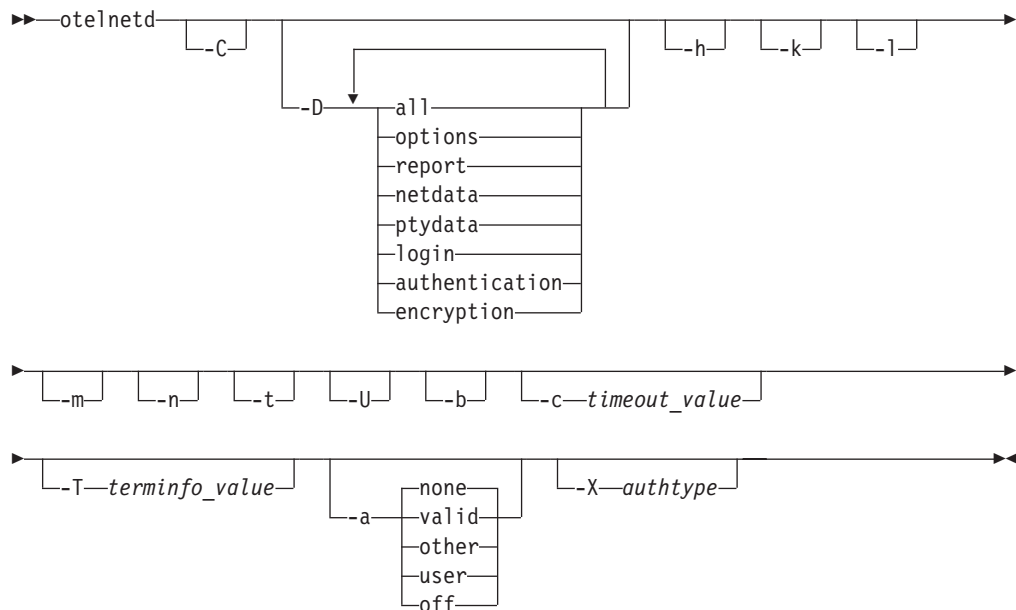 otelnetd
-C
-D
all
options
report
netdata
ptydata
login
authentication
encryption
-h
-k
-l
-m
-n
-t
-U
-b
-c timeout_value
-T terminfo_value
-a
none
valid
other
user
off
-X authtype